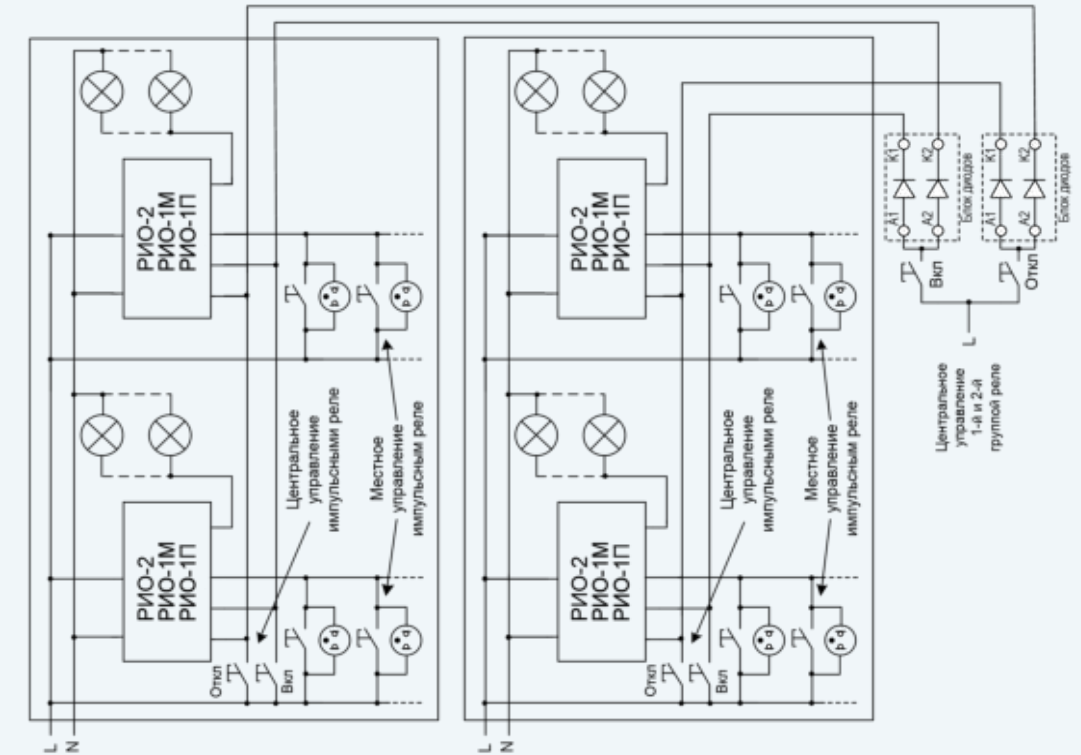 РИО-2
РИО-1М
РИО-1П
РИО-2
РИО-1М
РИО-1П
Откл
Вкл
Центральное
управление
импульсными реле
Местное
управление
импульсными реле
L
N
РИО-2
РИО-1М
РИО-1П
РИО-2
РИО-1М
РИО-1П
Откл
Вкл
Центральное
управление
импульсными реле
Местное
управление
импульсными реле
L
N
К1
К2
А1
А2
Блок диодов
К1
К2
А1
А2
Блок диодов
Вкл
Откл
L
Центральное
управление
1-й и 2-й
группой реле